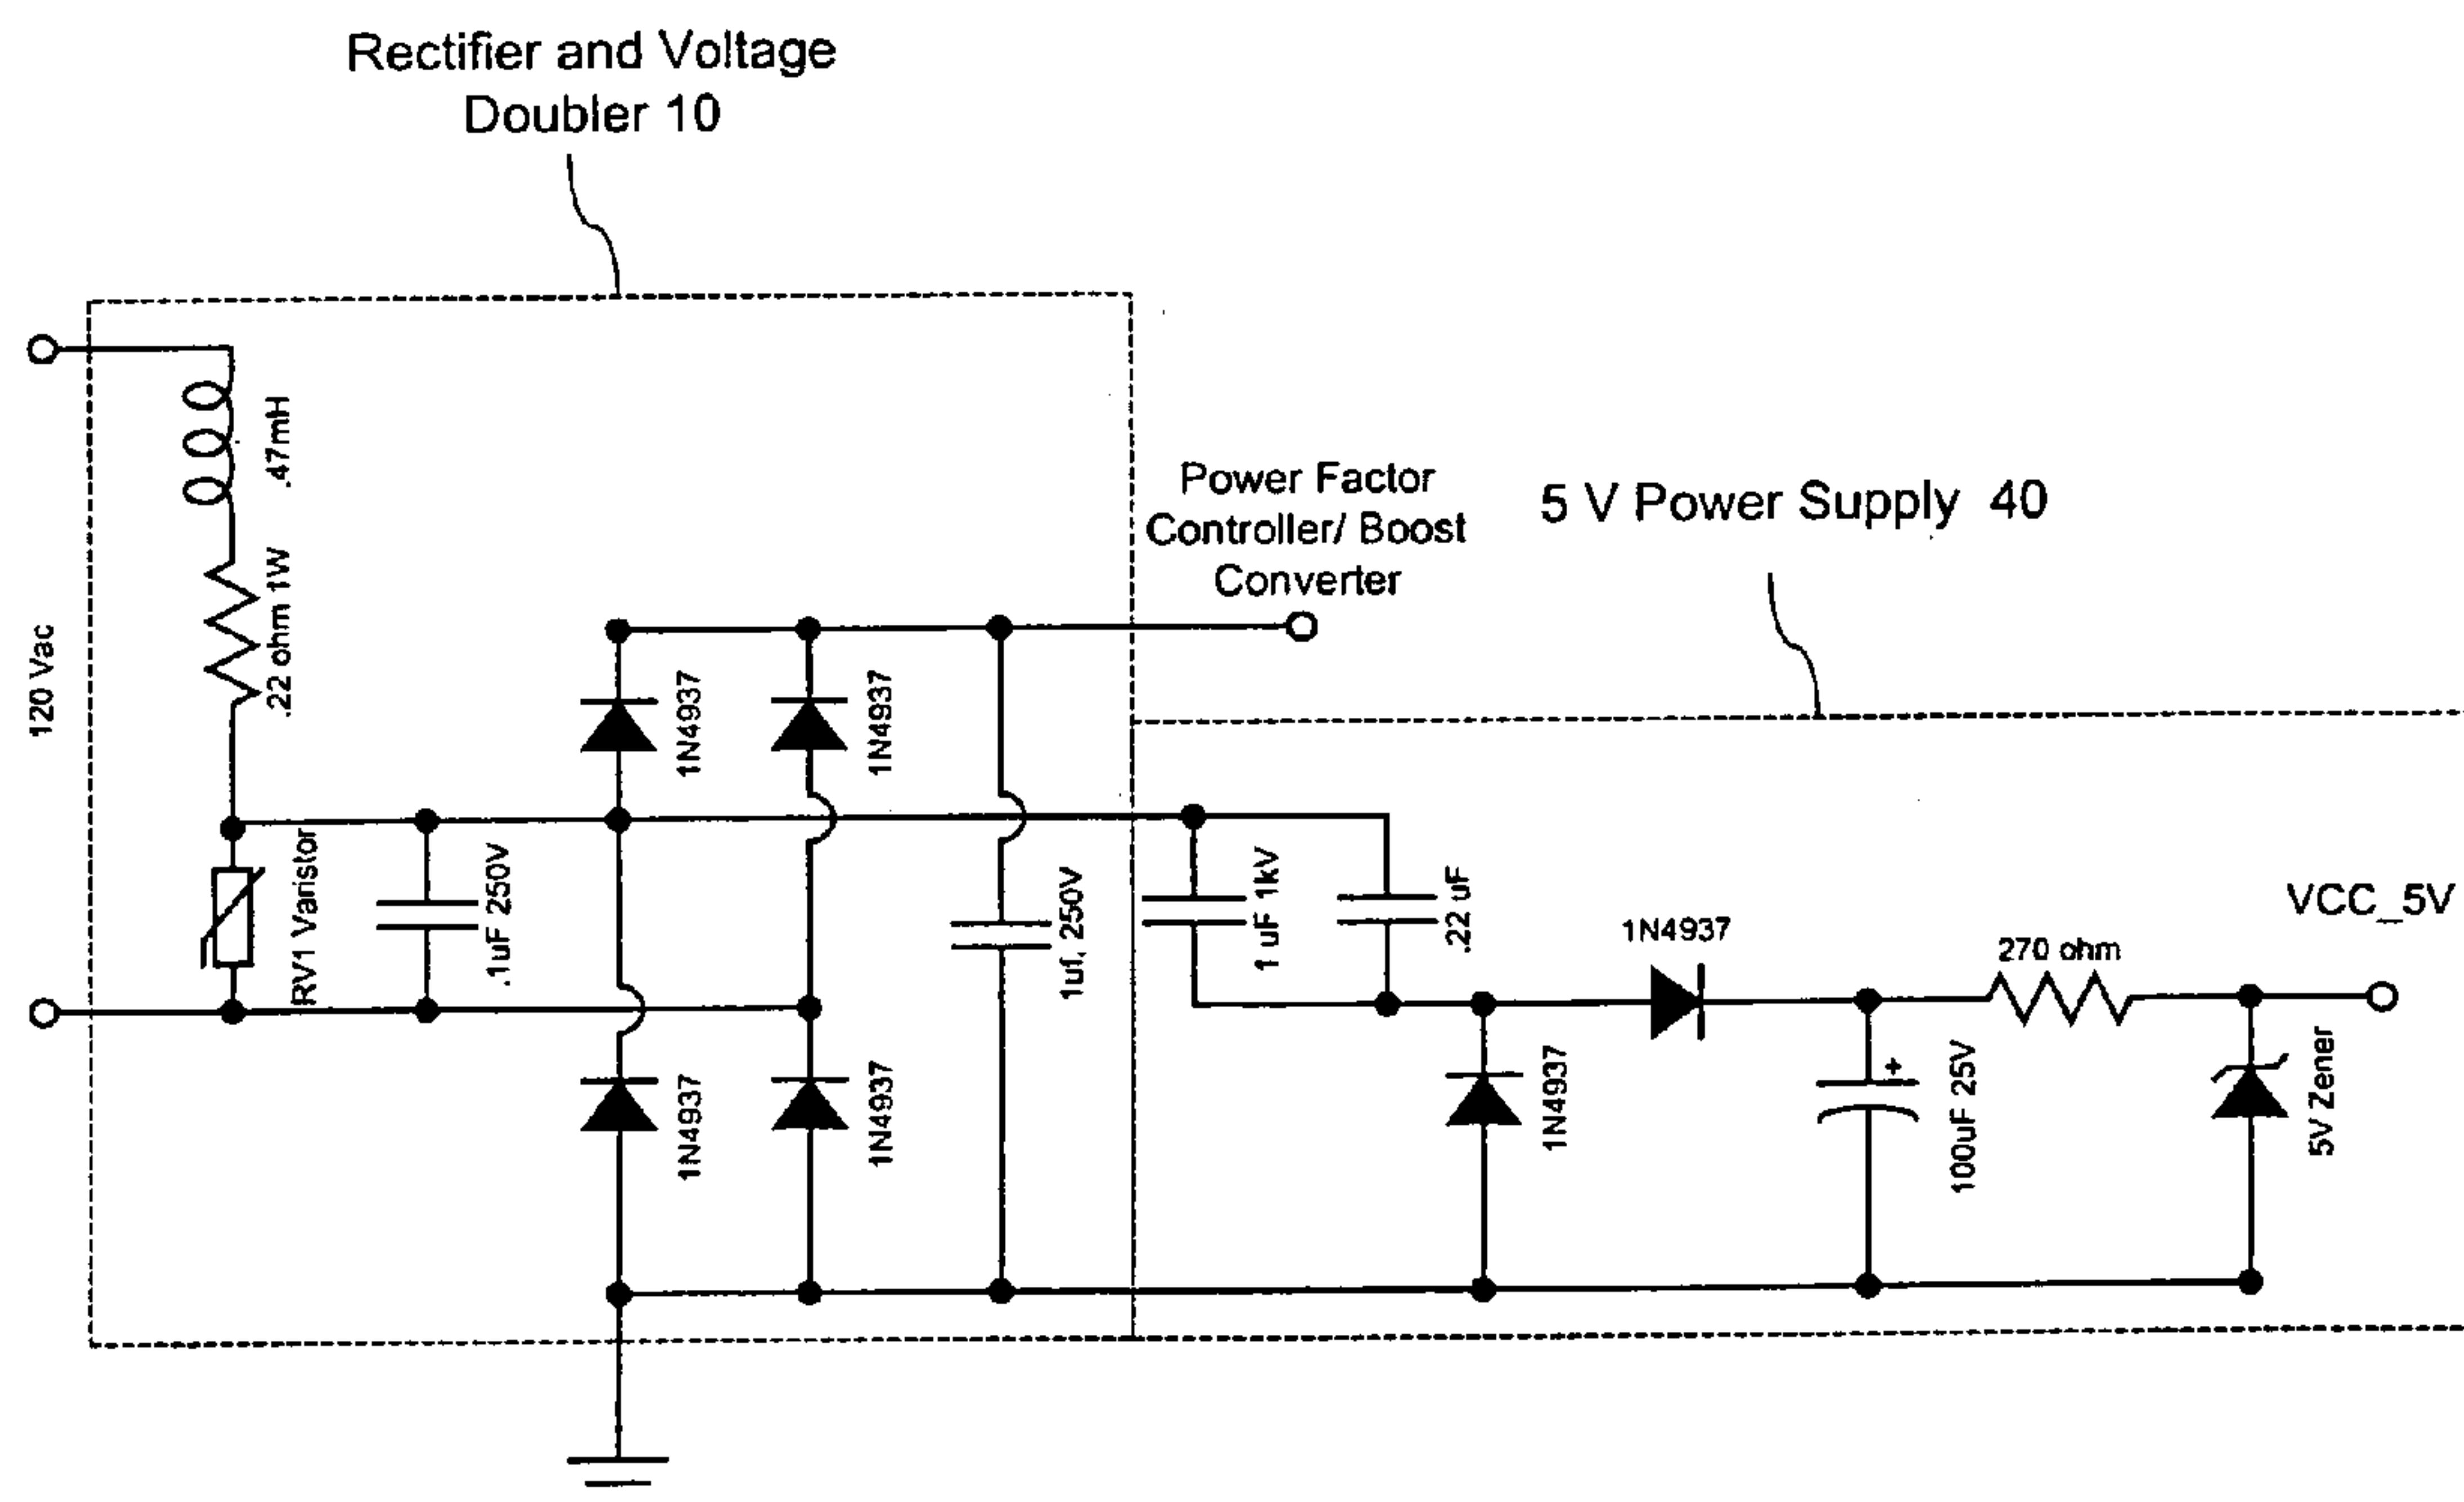 Rectifier and Voltage
Doubler 10
.47mH
Power Factor
Controller/ Boost
Converter
5 V Power Supply 40
120 Vac
.22 ohm 1W
1N4937
1N4937
RV1 Varistor
.1uF 250V
1uf, 250V
1 uF 1kV
.22 uF
1N4937
270 ohm
VCC_5V
1N4937
1N4937
1N4937
+
100uF 25V
5V Zener